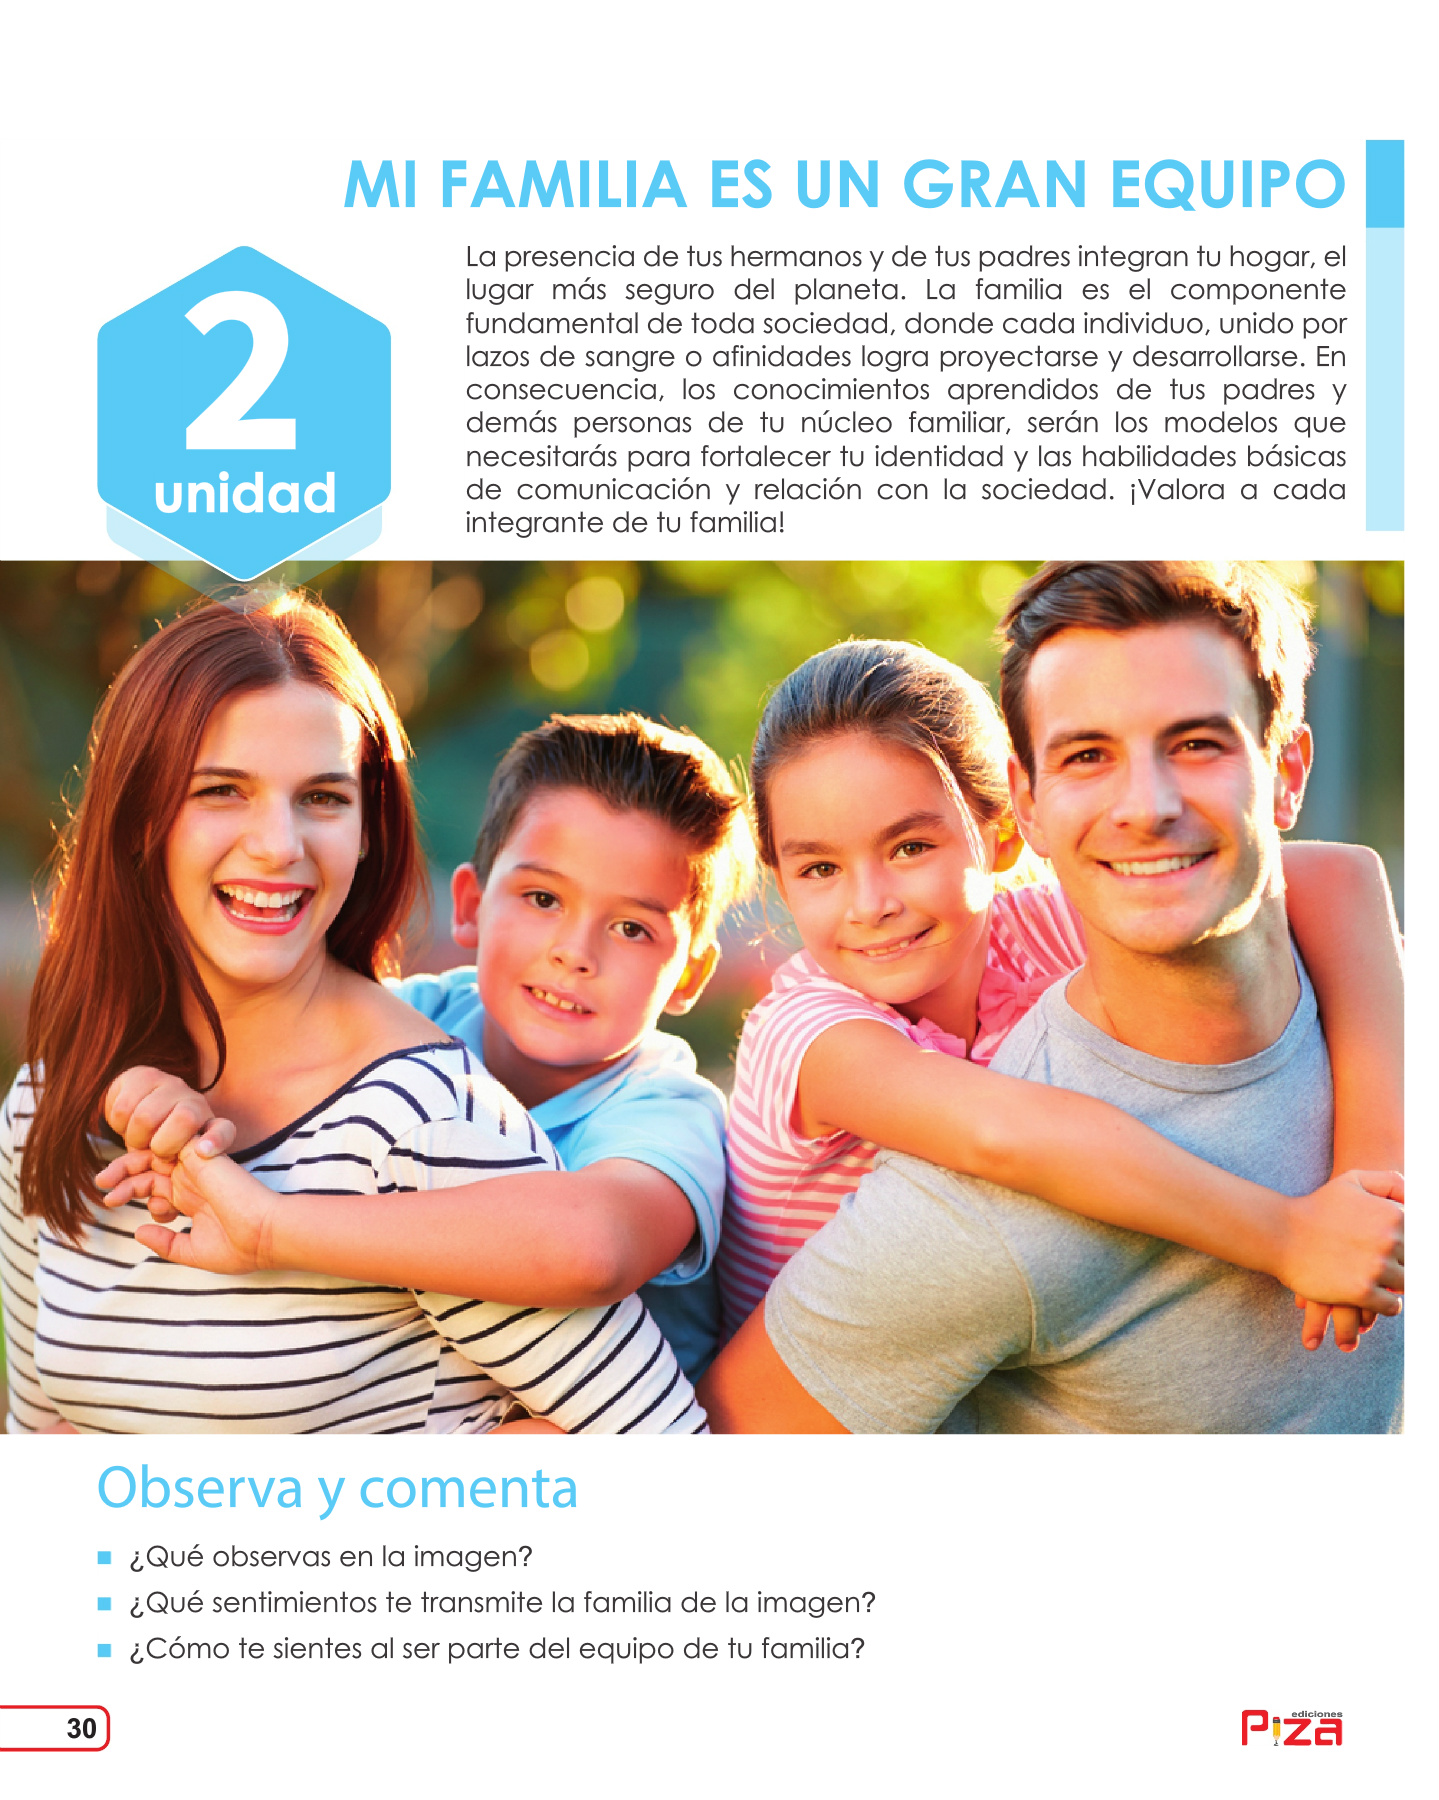 MI FAMILIA ES UN GRAN EQUIPO
2
unidad
La presencia de tus hermanos y de tus padres integran tu hogar, el
lugar más seguro del planeta. La familia es el componente
fundamental de toda sociedad, donde cada individuo, unido por
lazos de sangre o afinidades logra proyectarse y desarrollarse. En
consecuencia, los conocimientos aprendidos de tus padres y
demás personas de tu núcleo familiar, serán los modelos que
necesitarás para fortalecer tu identidad y las habilidades básicas
de comunicación y relación con la sociedad. ¡Valora a cada
integrante de tu familia!
Observa y comenta
¿Qué observas en la imagen?
¿Qué sentimientos te transmite la familia de la imagen?
¿Cómo te sientes al ser parte del equipo de tu familia?
30
ediciones
Piza